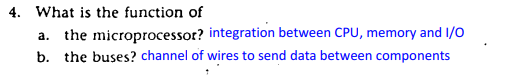 4. What is the function of
a. the microprocessor? integration between CPU, memory and I/O
b. the buses? channel of wires to send data between components